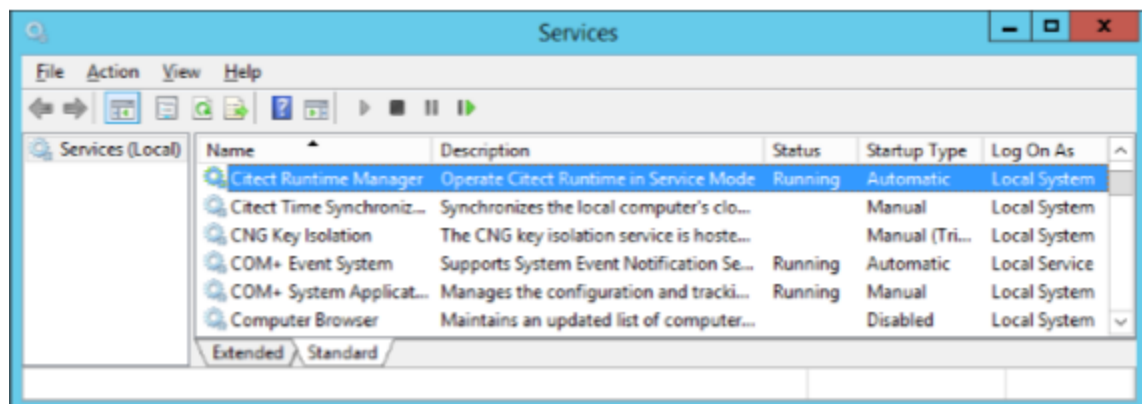 Services
File Action View Help
Services (Local)
Name Description Status Startup Type Log On As
Citect Runtime Manager Operate Citect Runtime in Service Mode Running Automatic Local System
Citect Time Synchroniz... Synchronizes the local computer's clo... Manual Local System
CNG Key Isolation The CNG key isolation service is hoste... Manual (Tri... Local System
COM+ Event System Supports System Event Notification Se... Running Automatic Local Service
COM+ System Applicat... Manages the configuration and tracki... Running Manual Local System
Computer Browser Maintains an updated list of computer... Disabled Local System
Extended Standard